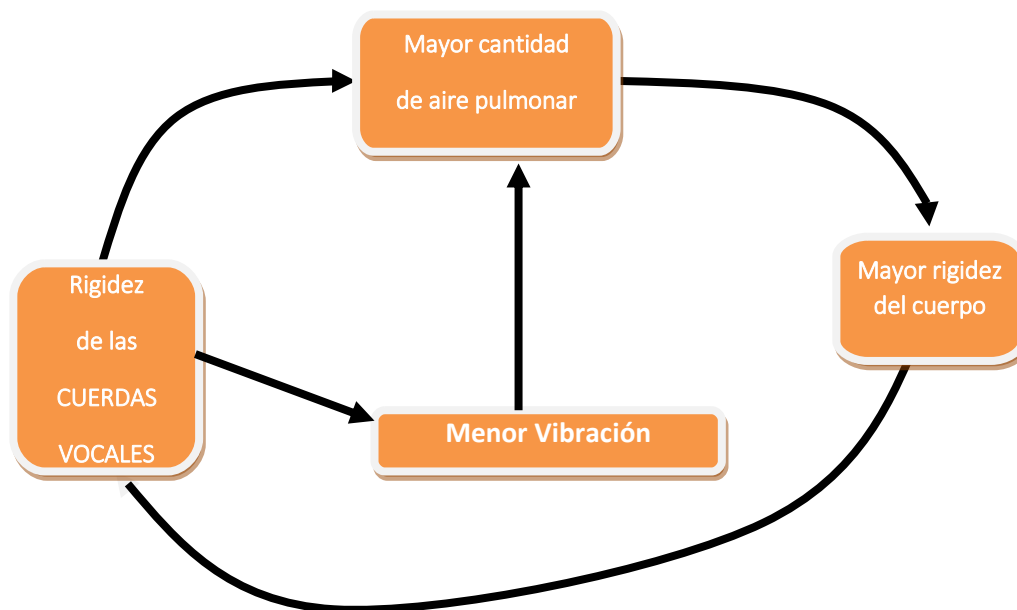 Mayor cantidad
de aire pulmonar
Rigidez
de las
CUERDAS
VOCALES
Mayor rigidez
del cuerpo
Menor Vibración